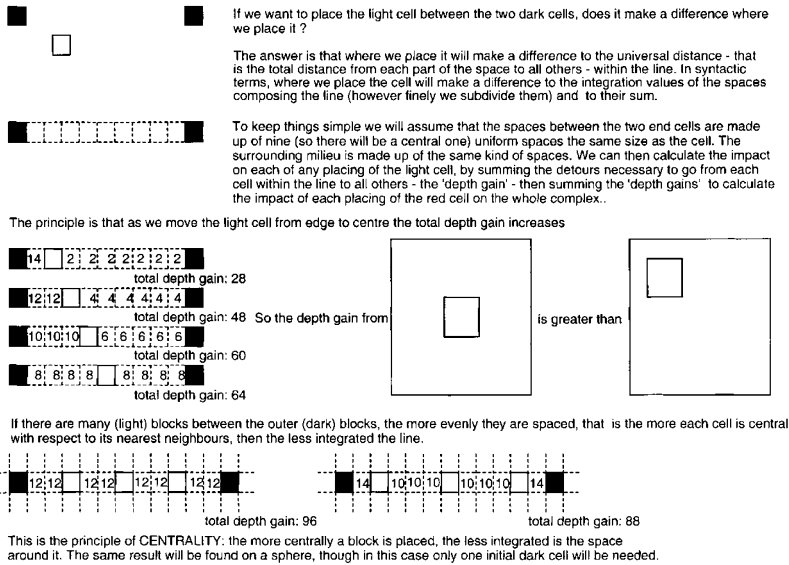 If we want to place the light cell between the two dark cells, does it make a difference where
we place it ?
The answer is that where we place it will make a difference to the universal distance - that
is the total distance from each part of the space to all others - within the line. In syntactic
terms, where we place the cell will make a difference to the integration values of the spaces
composing the line (however finely we subdivide them) and to their sum.
To keep things simple we will assume that the spaces between the two end cells are made
up of nine (so there will be a central one) uniform spaces the same size as the cell. The
surrounding milieu is made up of the same kind of spaces. We can then calculate the impact
on each of any placing of the light cell, by summing the detours necessary to go from each
cell within the line to all others - the 'depth gain' - then summing the 'depth gains' to calculate
the impact of each placing of the red cell on the whole complex..
The principle is that as we move the light cell from edge to centre the total depth gain increases
14 2 2 2 2 2 2 2
total depth gain: 28
12 12 4 4 4 4 4 4
total depth gain: 48
So the depth gain from
is greater than
10 10 10 6 6 6 6 6
total depth gain: 60
8 8 8 8 8 8 8 8
total depth gain: 64
If there are many (light) blocks between the outer (dark) blocks, the more evenly they are spaced, that is the more each cell is central
with respect to its nearest neighbours, then the less integrated the line.
12 12 12 12 12 12 12 12
total depth gain: 96
14 10 10 10 10 10 10 14
total depth gain: 88
This is the principle of CENTRALITY: the more centrally a block is placed, the less integrated is the space
around it. The same result will be found on a sphere, though in this case only one initial dark cell will be needed.